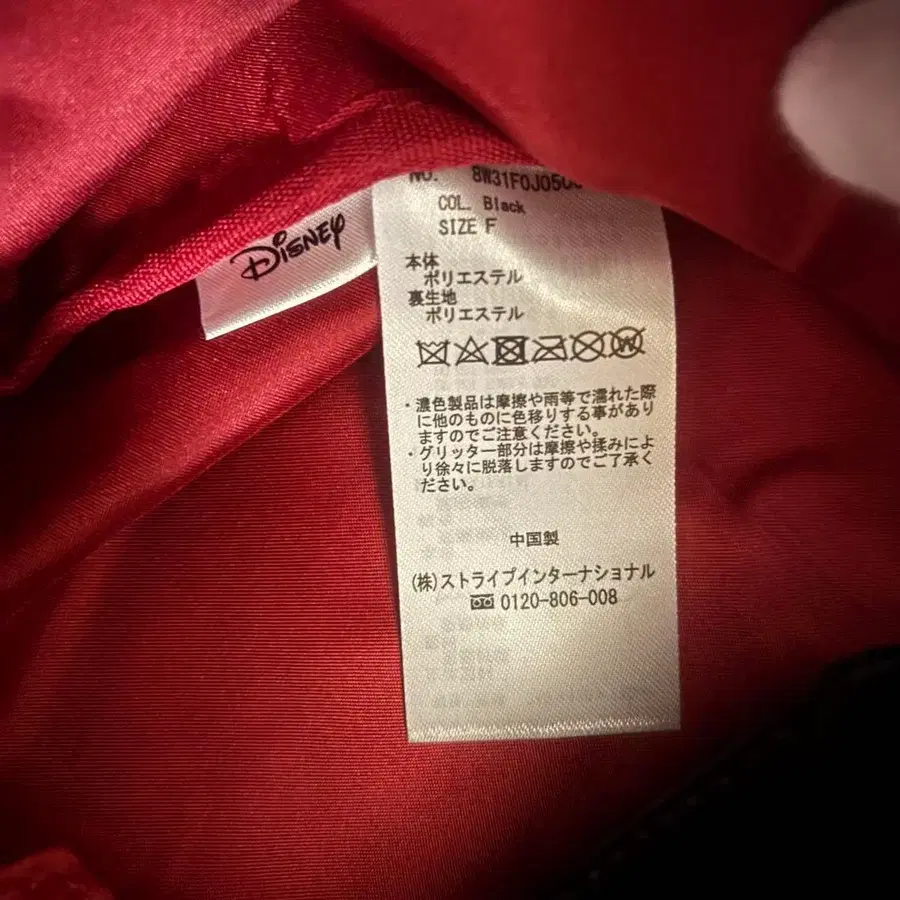 Disney
NO. 8W31F0J050
COL. Black
SIZE F
本体
ポリエステル
裏生地
ポリエステル
W
・濃色製品は摩擦や雨等で濡れた際
に他のものに色移りする事があり
ますのでご注意ください。
・グリッター部分は摩擦や揉みによ
り徐々に脱落しますのでご了承く
ださい。
中国製
(株)ストライプインターナショナル
0120-806-008